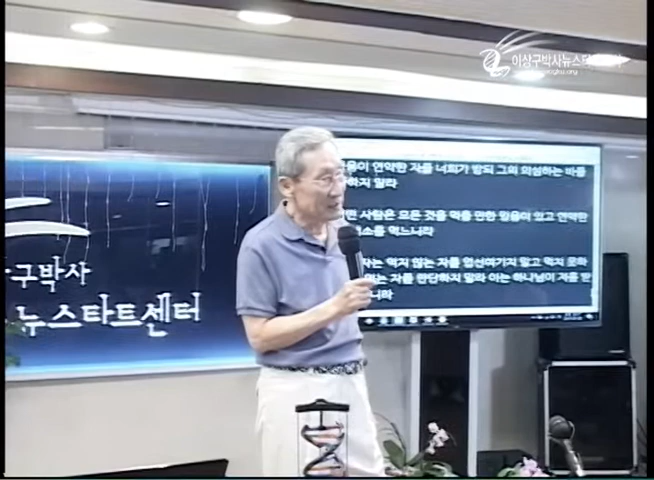 이상구박사뉴스타트센터
구박사
뉴스타트센터
이 연약한 자를 너희가 받되 그의 의심하는 바를
하지 말라
사람은 모든 것을 먹을 만한 믿음이 있고 연약한
채소를 먹느니라
자는 먹지 않는 자를 업신여기지 말고 먹지 못하
않는 자를 판단하지 말라 이는 하나님이 저를 받
니라